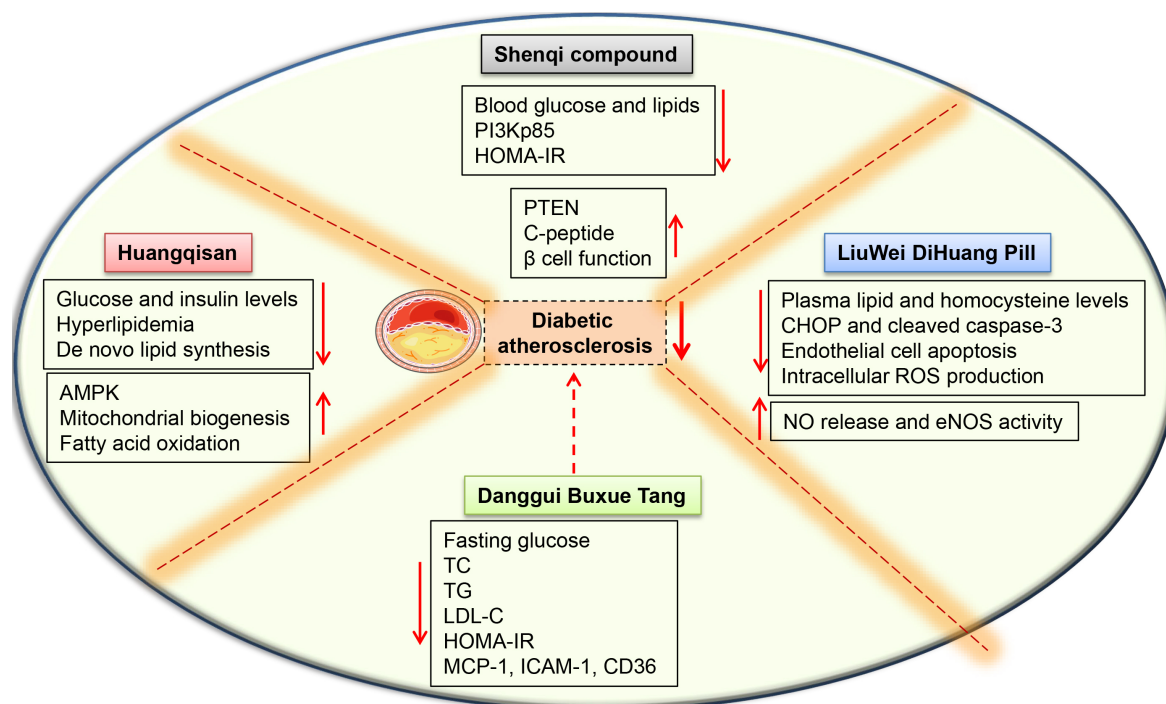 Shenqi compound
Blood glucose and lipids
PI3Kp85
HOMA-IR
PTEN
C-peptide
β cell function
Huangqisan
Glucose and insulin levels
Hyperlipidemia
De novo lipid synthesis
AMPK
Mitochondrial biogenesis
Fatty acid oxidation
Diabetic
atherosclerosis
LiuWei DiHuang Pill
Plasma lipid and homocysteine levels
CHOP and cleaved caspase-3
Endothelial cell apoptosis
Intracellular ROS production
NO release and eNOS activity
Danggui Buxue Tang
Fasting glucose
TC
TG
LDL-C
HOMA-IR
MCP-1, ICAM-1, CD36